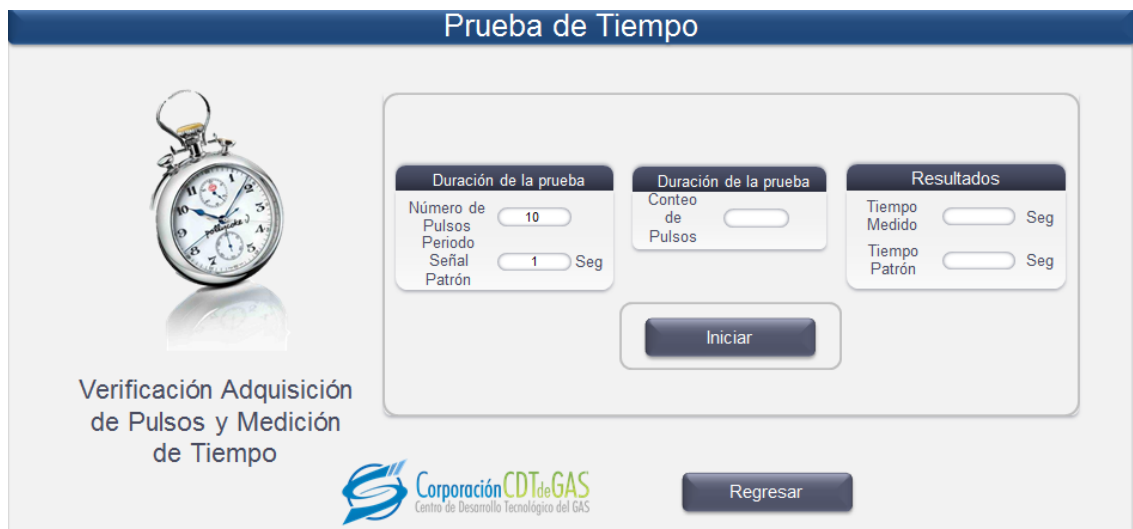 Prueba de Tiempo
Duración de la prueba
Número de
Pulsos
10
Periodo
Señal
Patrón
1
Seg
Duración de la prueba
Conteo
de
Pulsos
Resultados
Tiempo
Medido
Seg
Tiempo
Patrón
Seg
Iniciar
Verificación Adquisición
de Pulsos y Medición
de Tiempo
Corporación CDTdeGAS
Centro de Desarrollo Tecnológico del GAS
Regresar